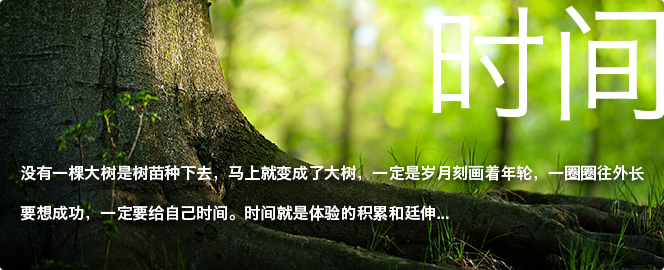 时间
没有一棵大树是树苗种下去，马上就变成了大树，一定是岁月刻画着年轮，一圈圈往外长
要想成功，一定要给自己时间。时间就是体验的积累和廷伸...